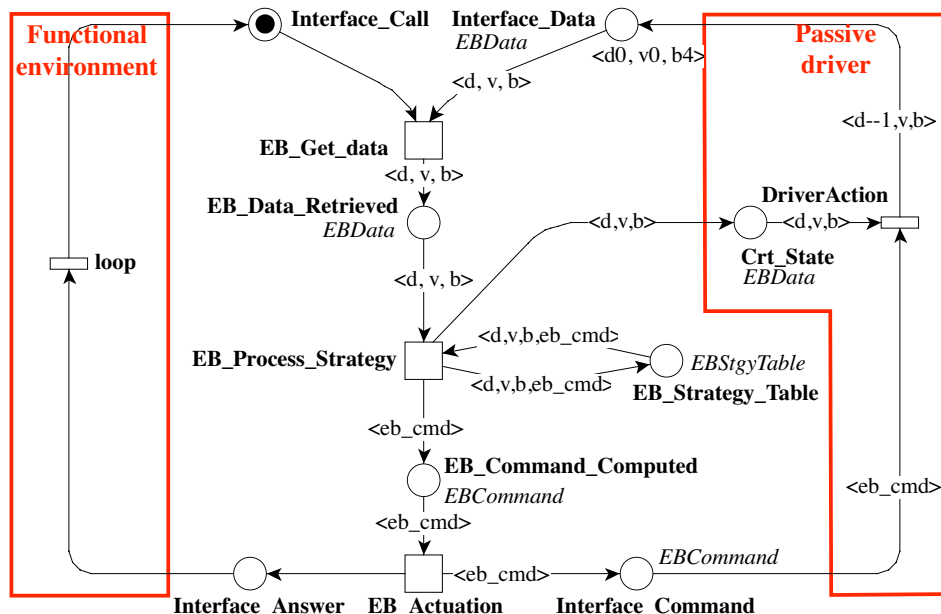 Interface_Call
Interface_Data
EBData
<d0, v0, b4>
Functional
environment
Passive
driver
<d, v, b>
<d--1,v,b>
EB_Get_data
<d, v, b>
DriverAction
EB_Data_Retrieved
EBData
<d,v,b>
<d,v,b>
Crt_State
EBData
loop
<d, v, b>
<d,v,b,eb_cmd>
EB_Process_Strategy
EBStgyTable
<d,v,b,eb_cmd>
EB_Strategy_Table
<eb_cmd>
EB_Command_Computed
EBCommand
<eb_cmd>
<eb_cmd>
EBCommand
<eb_cmd>
Interface_Answer
EB_Actuation
Interface_Command